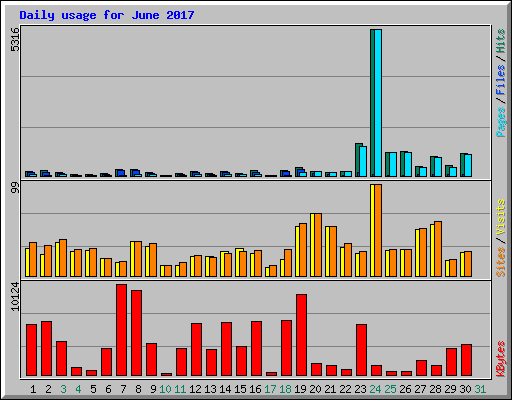 Daily usage for June 2017
5316
Pages / Files / Hits
99
Sites / Visits
10124
KBytes
1 2 3 4 5 6 7 8 9 10 11 12 13 14 15 16 17 18 19 20 21 22 23 24 25 26 27 28 29 30 31